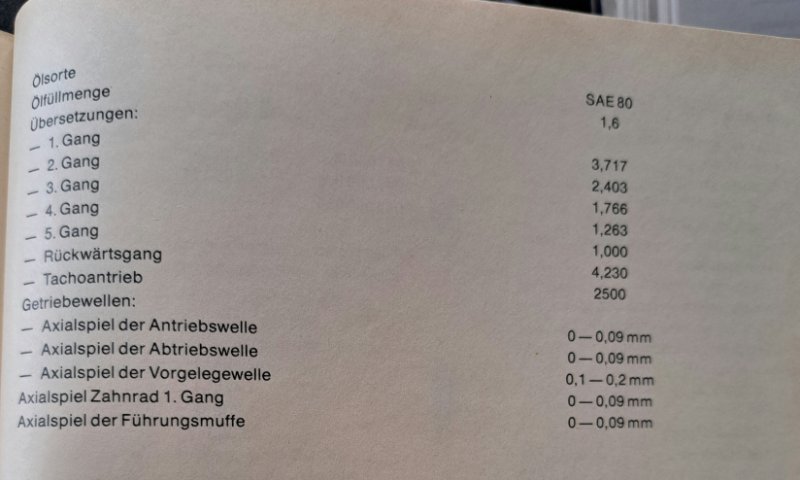 Ölsorte SAE 80
Ölfüllmenge 1,6
Übersetzungen:
— 1. Gang 3,717
— 2. Gang 2,403
— 3. Gang 1,766
— 4. Gang 1,263
— 5. Gang 1,000
— Rückwärtsgang 4,230
— Tachoantrieb 2500
Getriebewellen:
— Axialspiel der Antriebswelle 0 — 0,09 mm
— Axialspiel der Abtriebswelle 0 — 0,09 mm
— Axialspiel der Vorgelegewelle 0,1 — 0,2 mm
Axialspiel Zahnrad 1. Gang 0 — 0,09 mm
Axialspiel der Führungsmuffe 0 — 0,09 mm